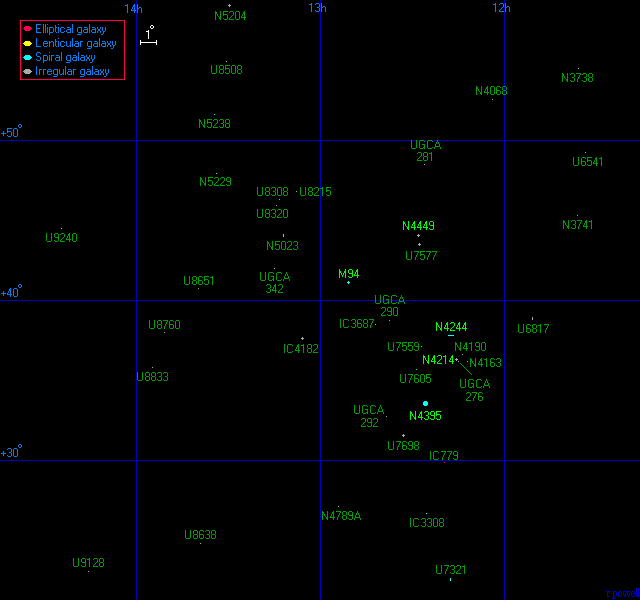 14h
13h
12h
N5204
Elliptical galaxy
Lenticular galaxy
Spiral galaxy
Irregular galaxy
1°
U8508
N3738
N4068
N5238
+50°
UGCA
281
U6541
N5229
U8308
U8215
U8320
N4449
N3741
U9240
N5023
U7577
M94
UGCA
342
U8651
+40°
UGCA
290
U8760
IC3687
N4244
U6817
IC4182
U7559
N4190
N4214
N4163
U8833
U7605
UGCA
276
UGCA
292
N4395
U7698
+30°
IC779
N4789A
IC3308
U8638
U9128
U7321